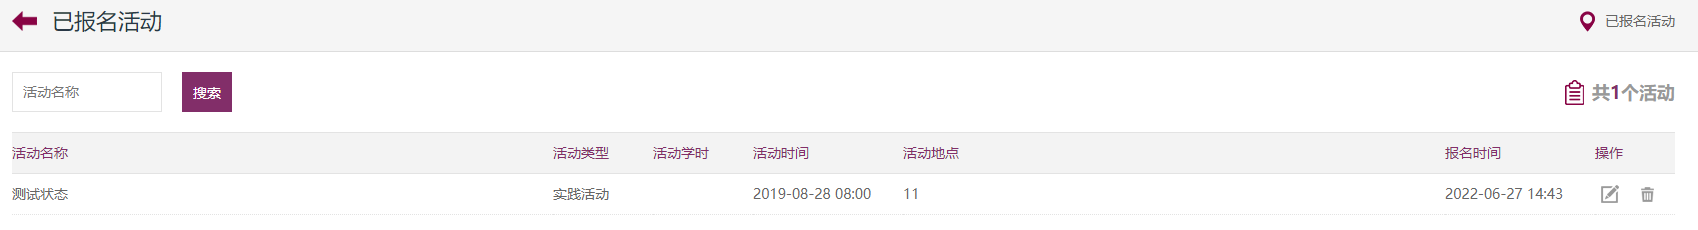 已报名活动
已报名活动
活动名称 搜索
共1个活动
活动名称 活动类型 活动学时 活动时间 活动地点 报名时间 操作
测试状态 实践活动 2019-08-28 08:00 11 2022-06-27 14:43